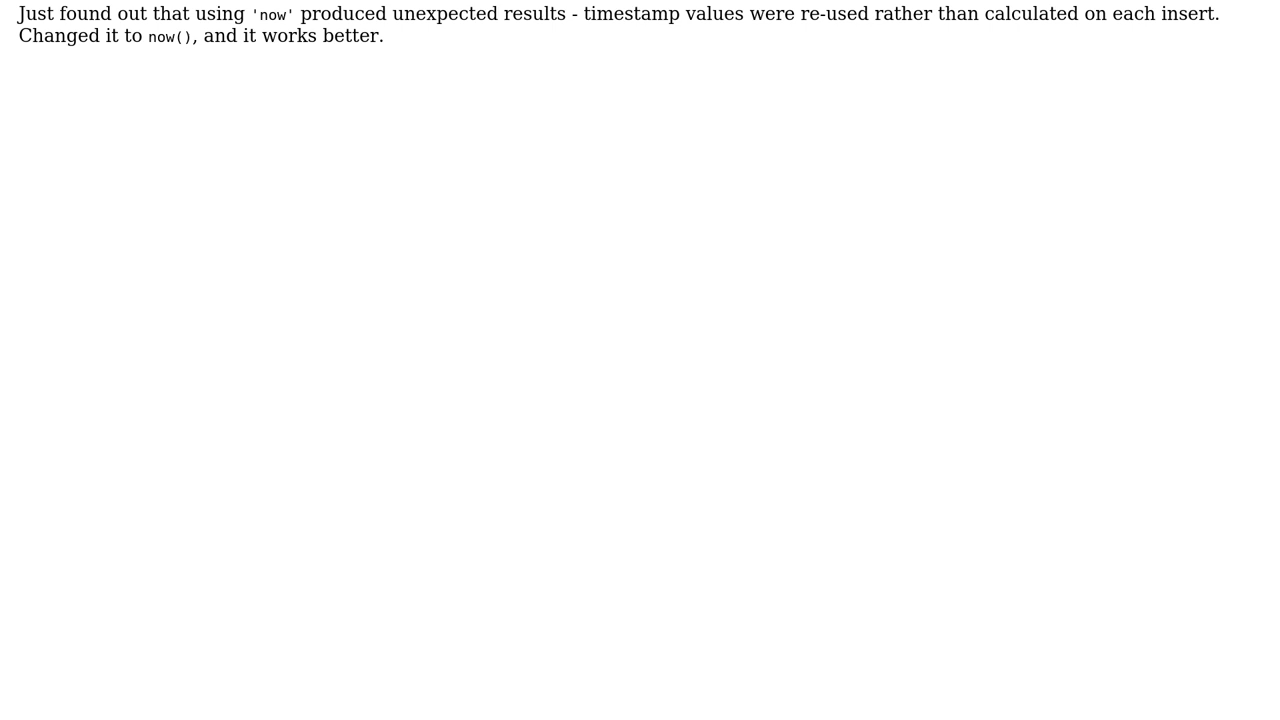 Just found out that using 'now' produced unexpected results - timestamp values were re-used rather than calculated on each insert.
Changed it to now(), and it works better.